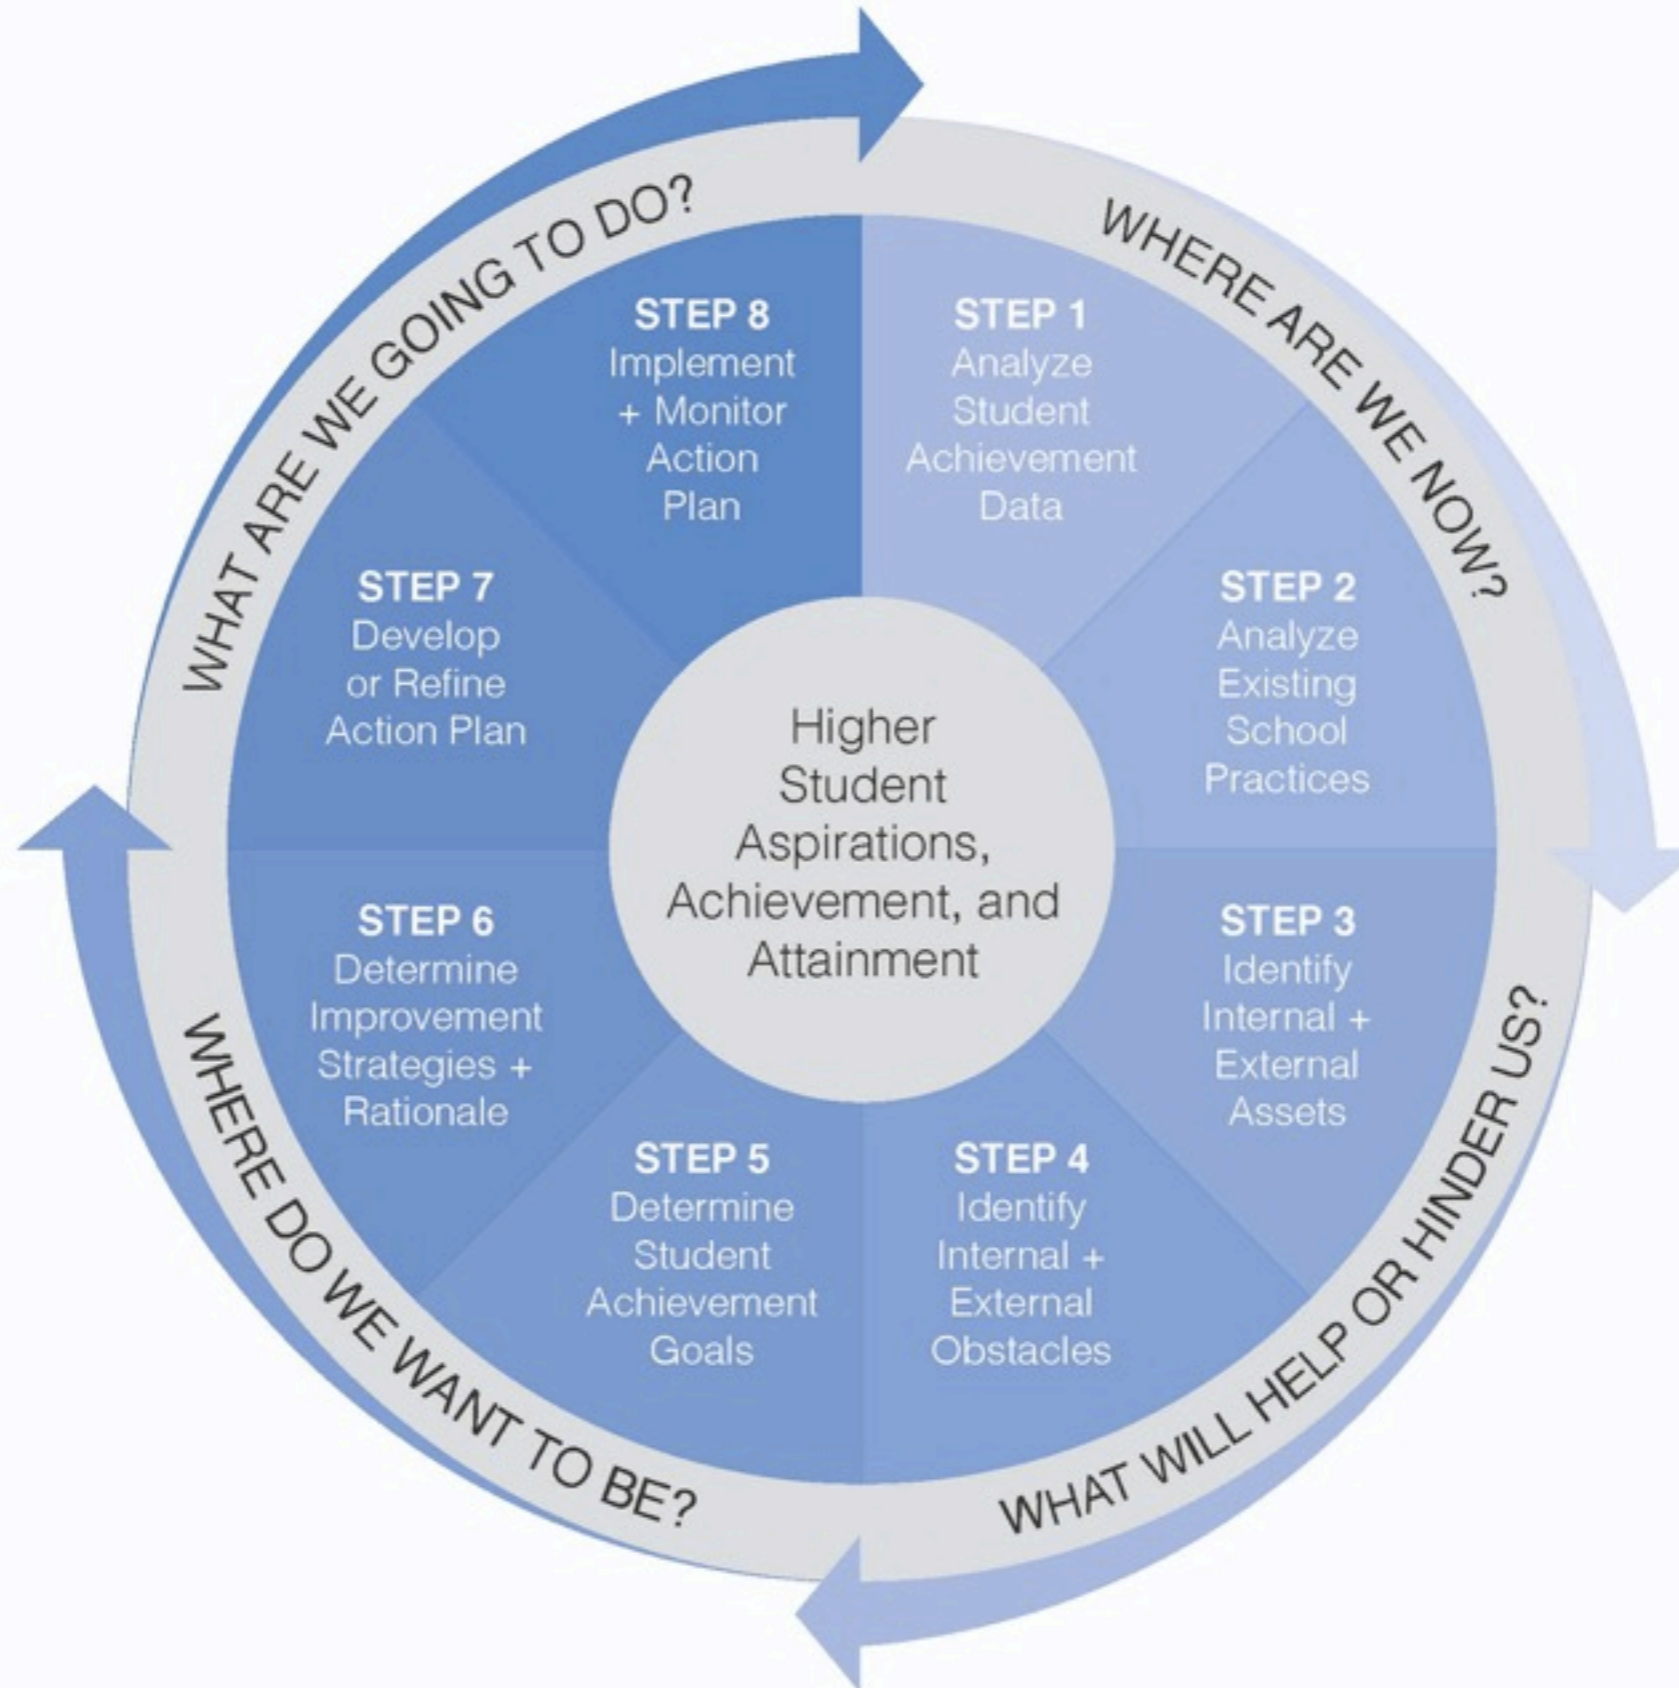 WHERE ARE WE NOW?
STEP 1
Analyze
Student
Achievement
Data
STEP 2
Analyze
Existing
School
Practices
WHAT WILL HELP OR HINDER US?
STEP 3
Identify
Internal +
External
Assets
STEP 4
Identify
Internal +
External
Obstacles
WHERE DO WE WANT TO BE?
STEP 5
Determine
Student
Achievement
Goals
STEP 6
Determine
Improvement
Strategies +
Rationale
WHAT ARE WE GOING TO DO?
STEP 7
Develop
or Refine
Action Plan
STEP 8
Implement
+ Monitor
Action
Plan
Higher
Student
Aspirations,
Achievement, and
Attainment